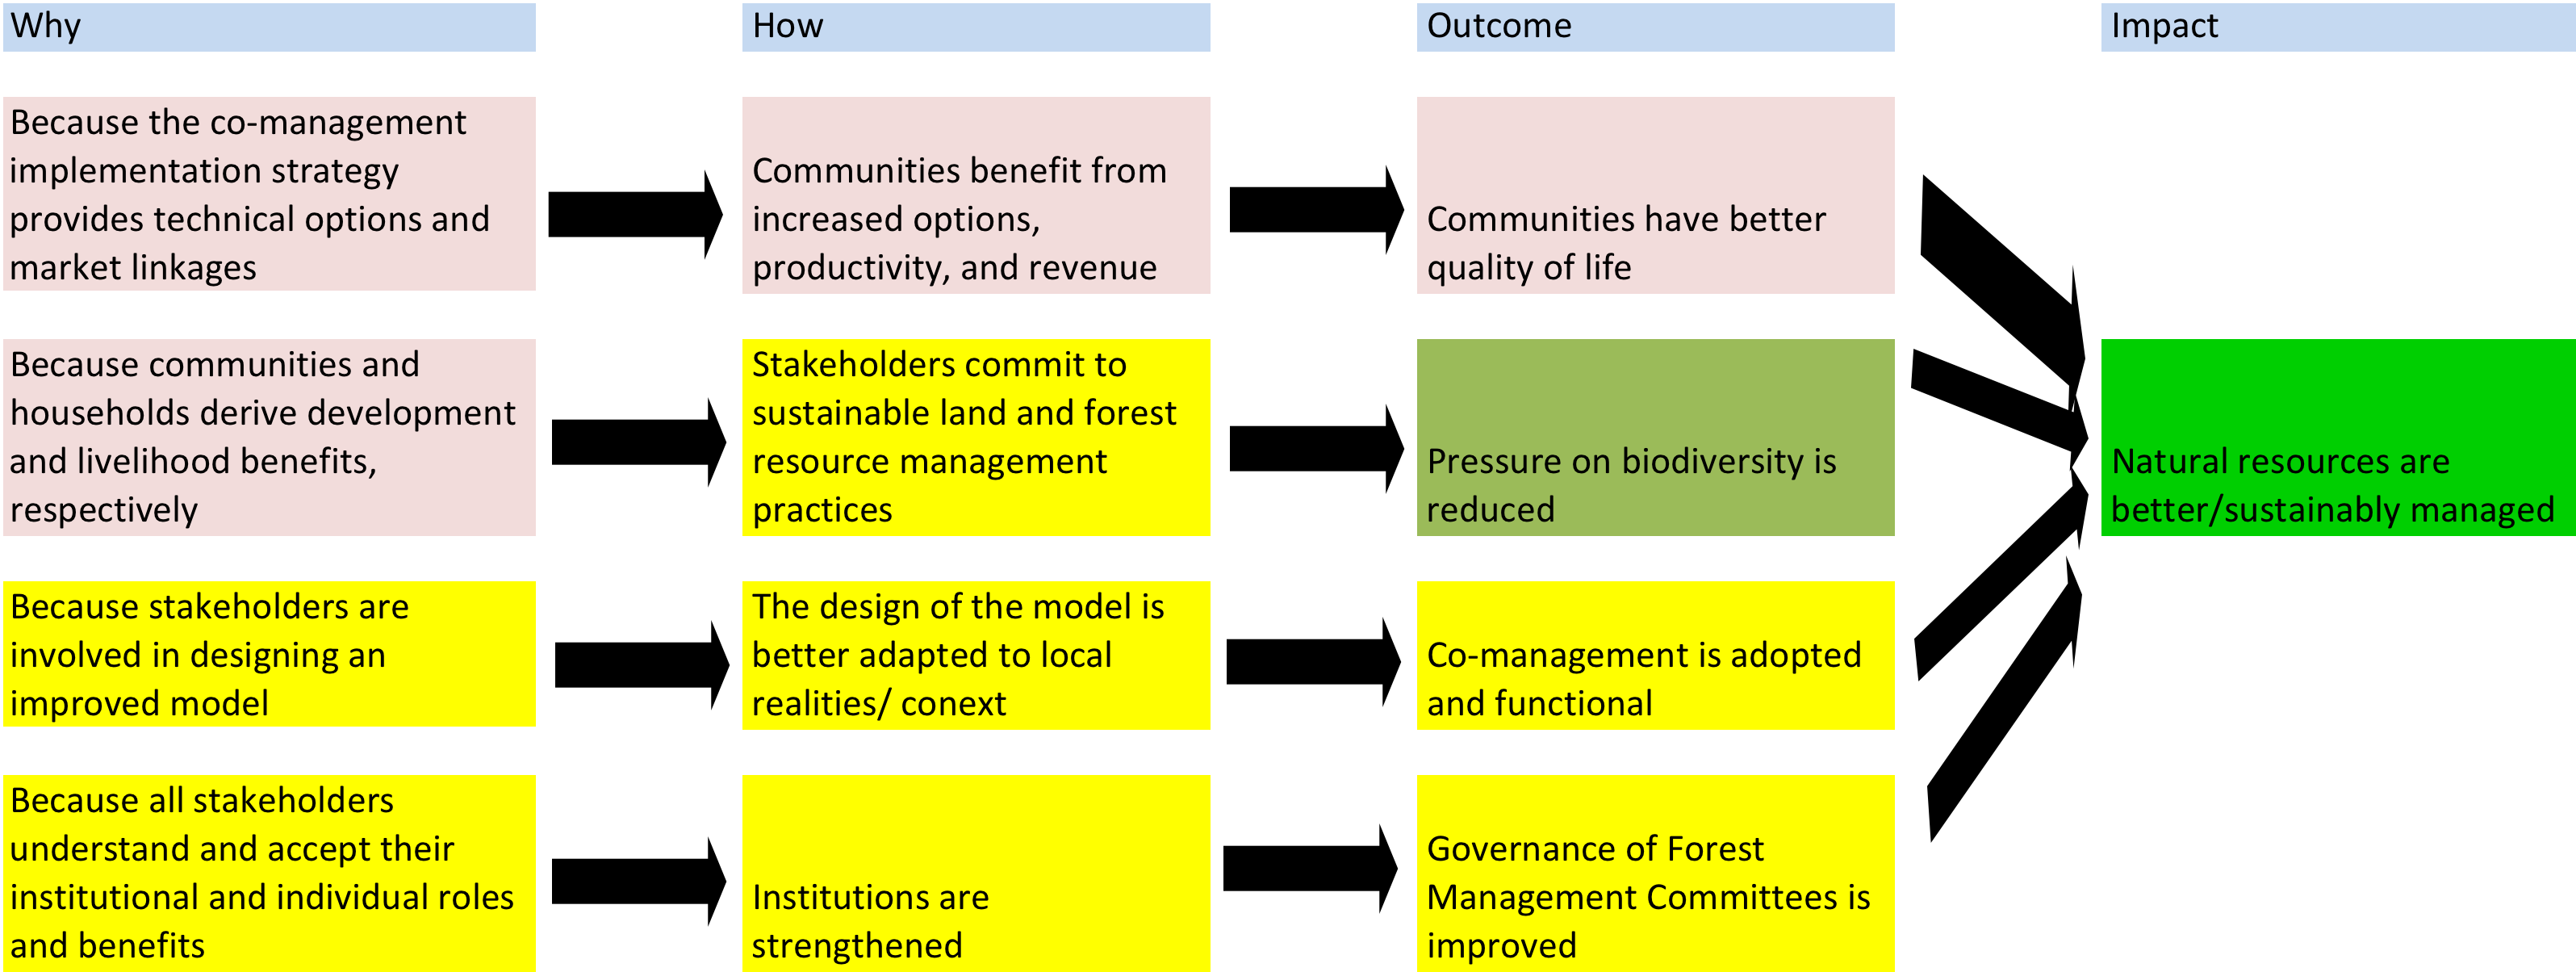 Why
How
Outcome
Impact
Because the co-management
implementation strategy
provides technical options and
market linkages
Communities benefit from
increased options,
productivity, and revenue
Communities have better
quality of life
Because communities and
households derive development
and livelihood benefits,
respectively
Stakeholders commit to
sustainable land and forest
resource management
practices
Pressure on biodiversity is
reduced
Natural resources are
better/sustainably managed
Because stakeholders are
involved in designing an
improved model
The design of the model is
better adapted to local
realities/ conext
Co-management is adopted
and functional
Because all stakeholders
understand and accept their
institutional and individual roles
and benefits
Institutions are
strengthened
Governance of Forest
Management Committees is
improved